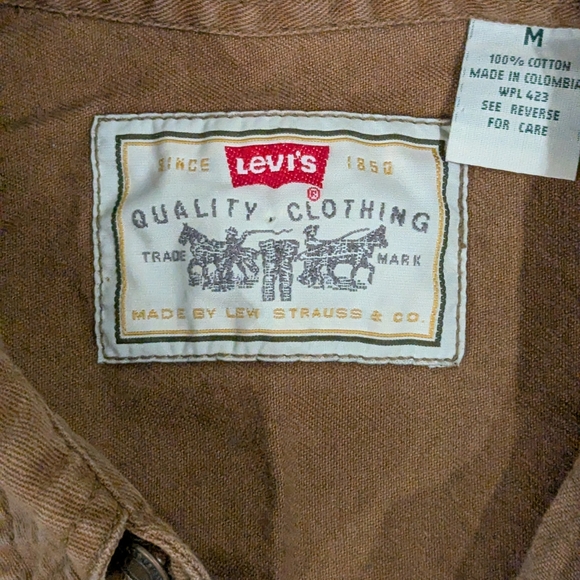 M
100% COTTON
MADE IN COLOMBIA
WPL 423
SEE REVERSE
FOR CARE
SINCE Levi's ® 1850
QUALITY . CLOTHING
TRADE MARK
MADE BY LEVI STRAUSS & CO.